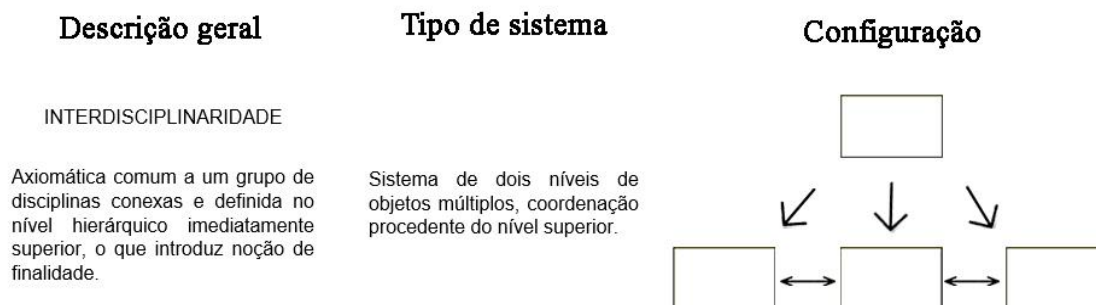 Descrição geral
Tipo de sistema
Configuração
INTERDISCIPLINARIDADE
Axiomática comum a um grupo de
disciplinas conexas e definida no
nível hierárquico imediatamente
superior, o que introduz noção de
finalidade.
Sistema de dois níveis de
objetos múltiplos, coordenação
procedente do nível superior.